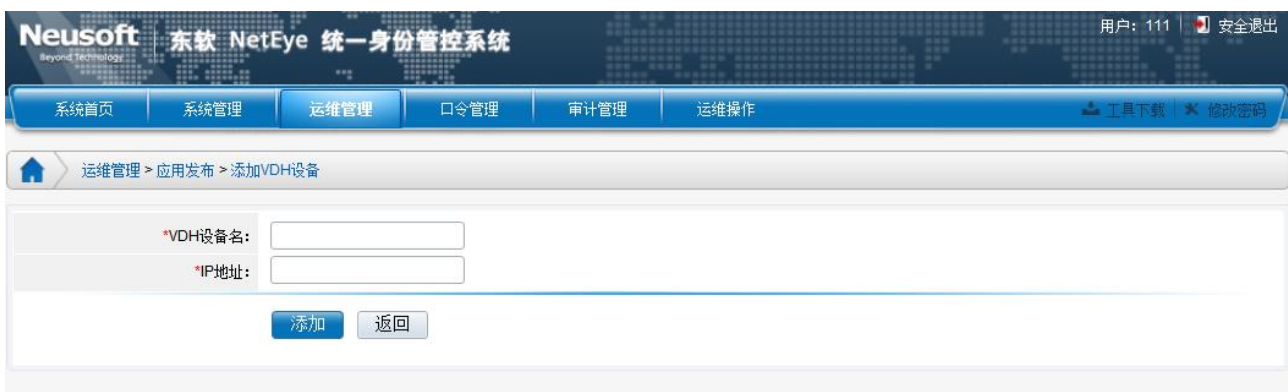 Neusoft 东软 NetEye 统一身份管控系统
Beyond Technology
用户: 111 安全退出
系统首页 系统管理 运维管理 口令管理 审计管理 运维操作 工具下载 修改密码
运维管理 > 应用发布 > 添加VDH设备
*VDH设备名:
*IP地址:
添加 返回